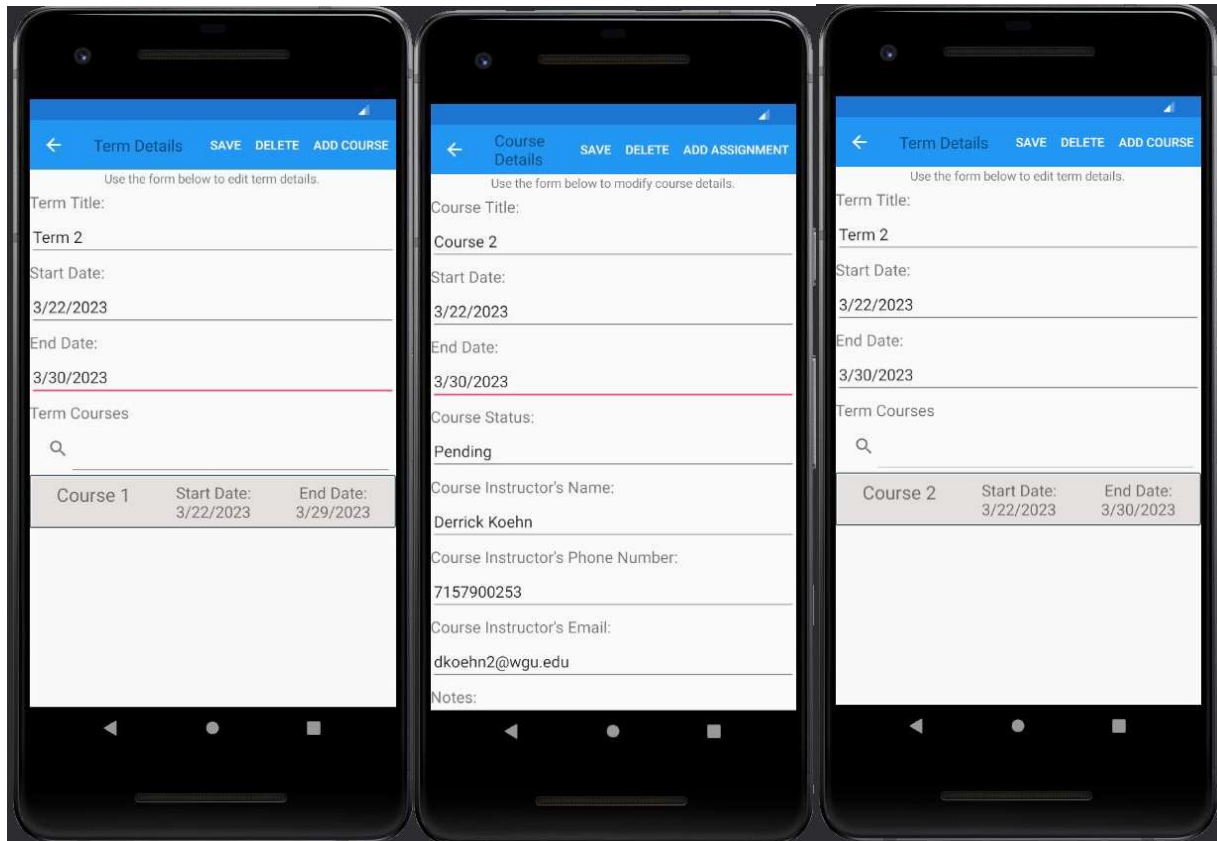 Term Details SAVE DELETE ADD COURSE
Use the form below to edit term details.
Term Title:
Term 2
Start Date:
3/22/2023
End Date:
3/30/2023
Term Courses
Course 1 Start Date: End Date:
3/22/2023 3/29/2023
Course
Details SAVE DELETE ADD ASSIGNMENT
Use the form below to modify course details.
Course Title:
Course 2
Start Date:
3/22/2023
End Date:
3/30/2023
Course Status:
Pending
Course Instructor's Name:
Derrick Koehn
Course Instructor's Phone Number:
7157900253
Course Instructor's Email:
dkoehn2@wgu.edu
Notes:
Term Details SAVE DELETE ADD COURSE
Use the form below to edit term details.
Term Title:
Term 2
Start Date:
3/22/2023
End Date:
3/30/2023
Term Courses
Course 2 Start Date: End Date:
3/22/2023 3/30/2023